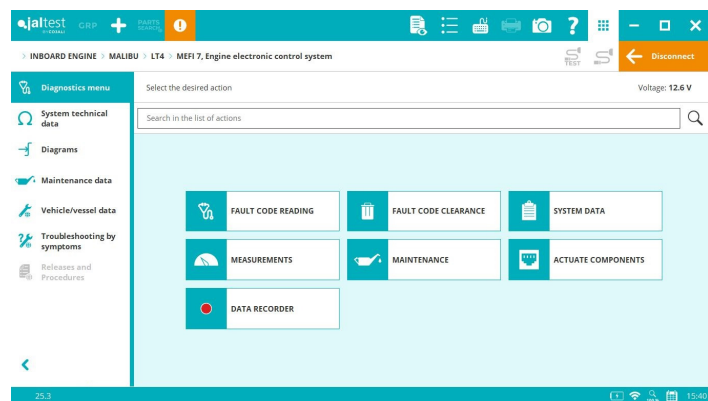 jaltest GRP PARTS SEARCH
BY COJALI
> INBOARD ENGINE > MALIBU > LT4 > MEFI 7, Engine electronic control system
TEST
Disconnect
Diagnostics menu
Select the desired action
Voltage: 12.6 V
System technical
data
Search in the list of actions
Diagrams
Maintenance data
Vehicle/vessel data
Troubleshooting by
symptoms
Releases and
Procedures
FAULT CODE READING
FAULT CODE CLEARANCE
SYSTEM DATA
MEASUREMENTS
MAINTENANCE
ACTUATE COMPONENTS
DATA RECORDER
25.3
100 %
15:40